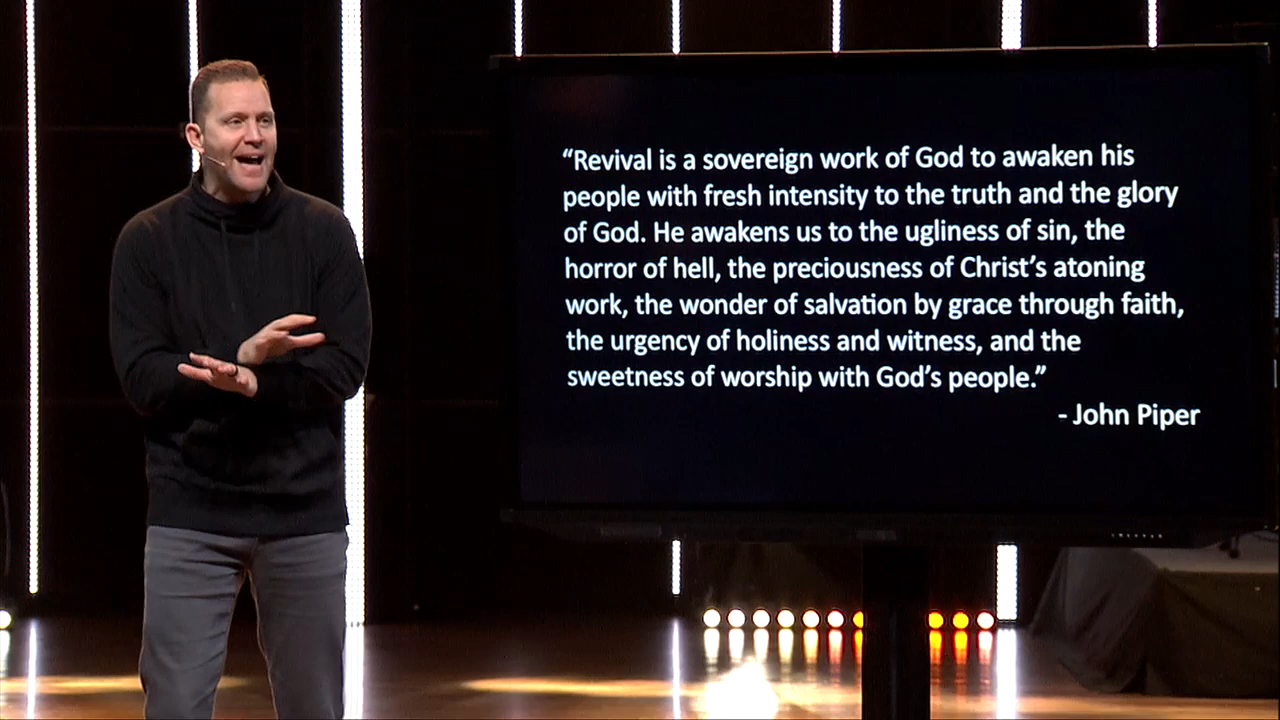 “Revival is a sovereign work of God to awaken his
people with fresh intensity to the truth and the glory
of God. He awakens us to the ugliness of sin, the
horror of hell, the preciousness of Christ’s atoning
work, the wonder of salvation by grace through faith,
the urgency of holiness and witness, and the
sweetness of worship with God’s people.”
- John Piper